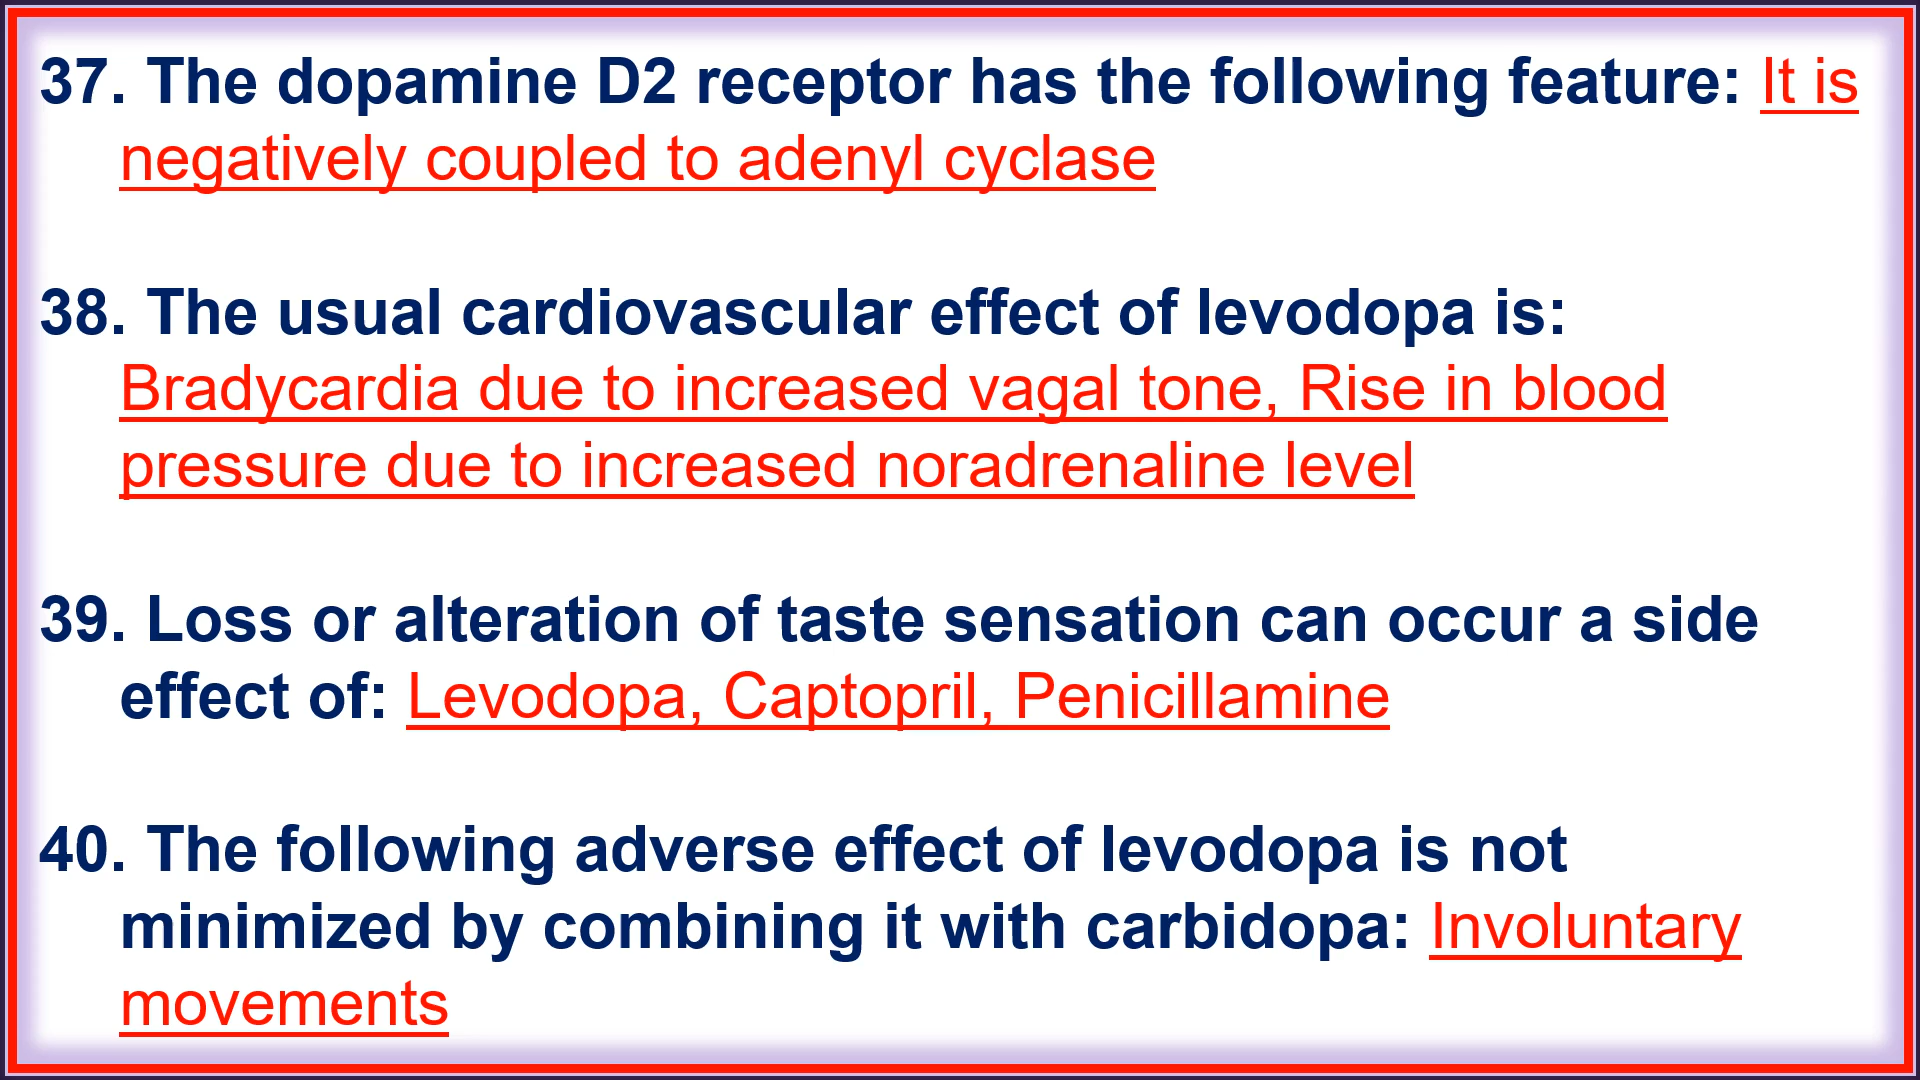 37. The dopamine D2 receptor has the following feature: It is
negatively coupled to adenyl cyclase
38. The usual cardiovascular effect of levodopa is:
Bradycardia due to increased vagal tone, Rise in blood
pressure due to increased noradrenaline level
39. Loss or alteration of taste sensation can occur a side
effect of: Levodopa, Captopril, Penicillamine
40. The following adverse effect of levodopa is not
minimized by combining it with carbidopa: Involuntary
movements